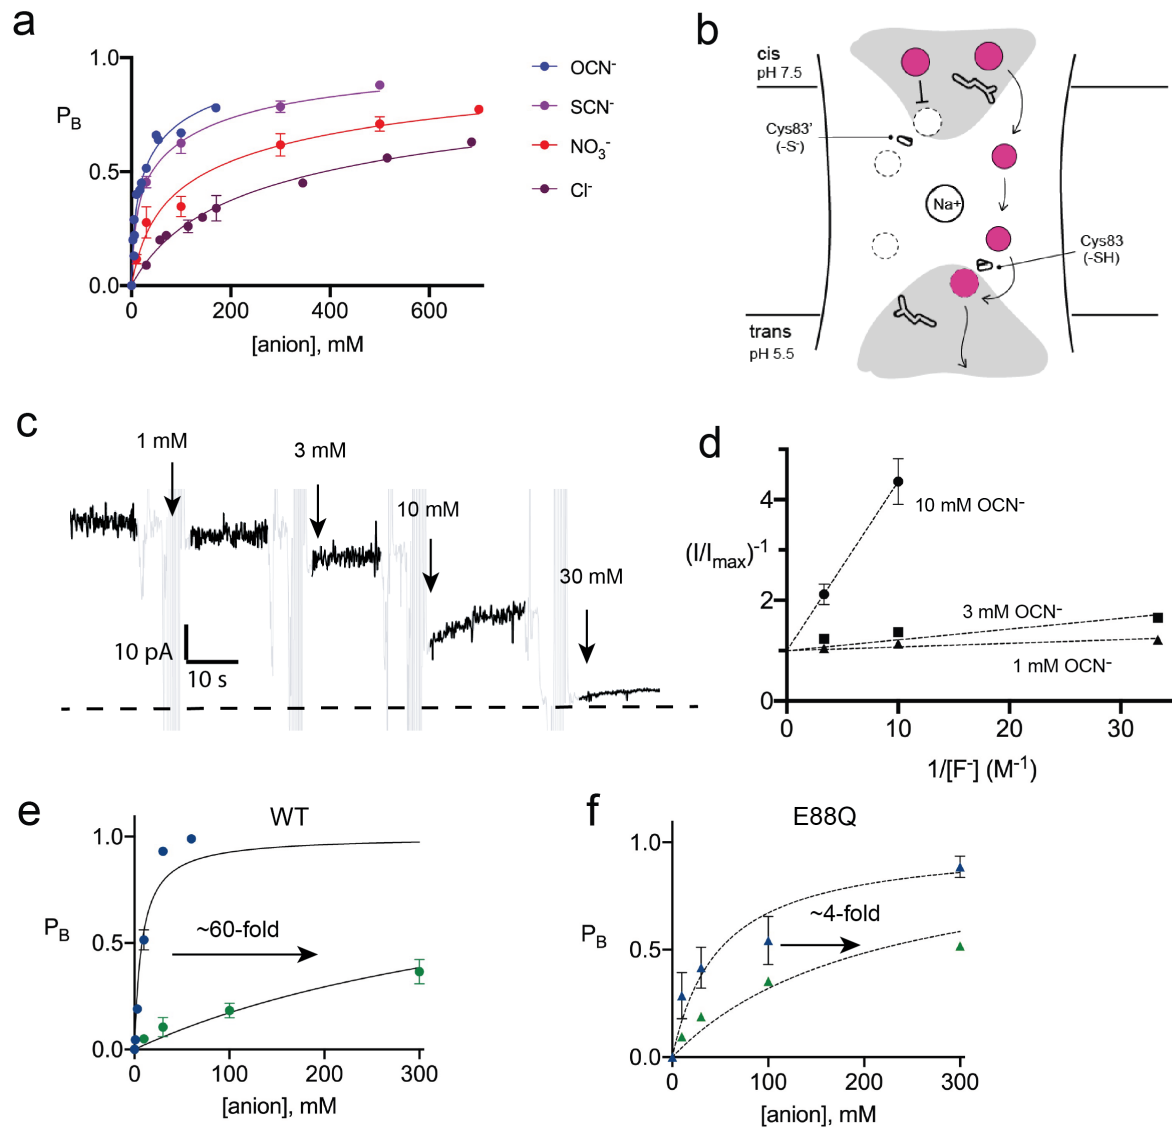 a
1.0
0.5
0.0
P_B
0
200
400
600
[anion], mM
OCN⁻
SCN⁻
NO₃⁻
Cl⁻
b
cis
pH 7.5
Cys83'
(-S⁻)
Na+
Cys83
(-SH)
trans
pH 5.5
c
1 mM
3 mM
10 mM
30 mM
10 pA
10 s
d
4
2
0
(I/I_max)⁻¹
10 mM OCN⁻
3 mM OCN⁻
1 mM OCN⁻
0
10
20
30
1/[F⁻] (M⁻¹)
e
WT
1.0
0.5
0.0
P_B
~60-fold
0
100
200
300
[anion], mM
f
E88Q
1.0
0.5
0.0
P_B
~4-fold
0
100
200
300
[anion], mM